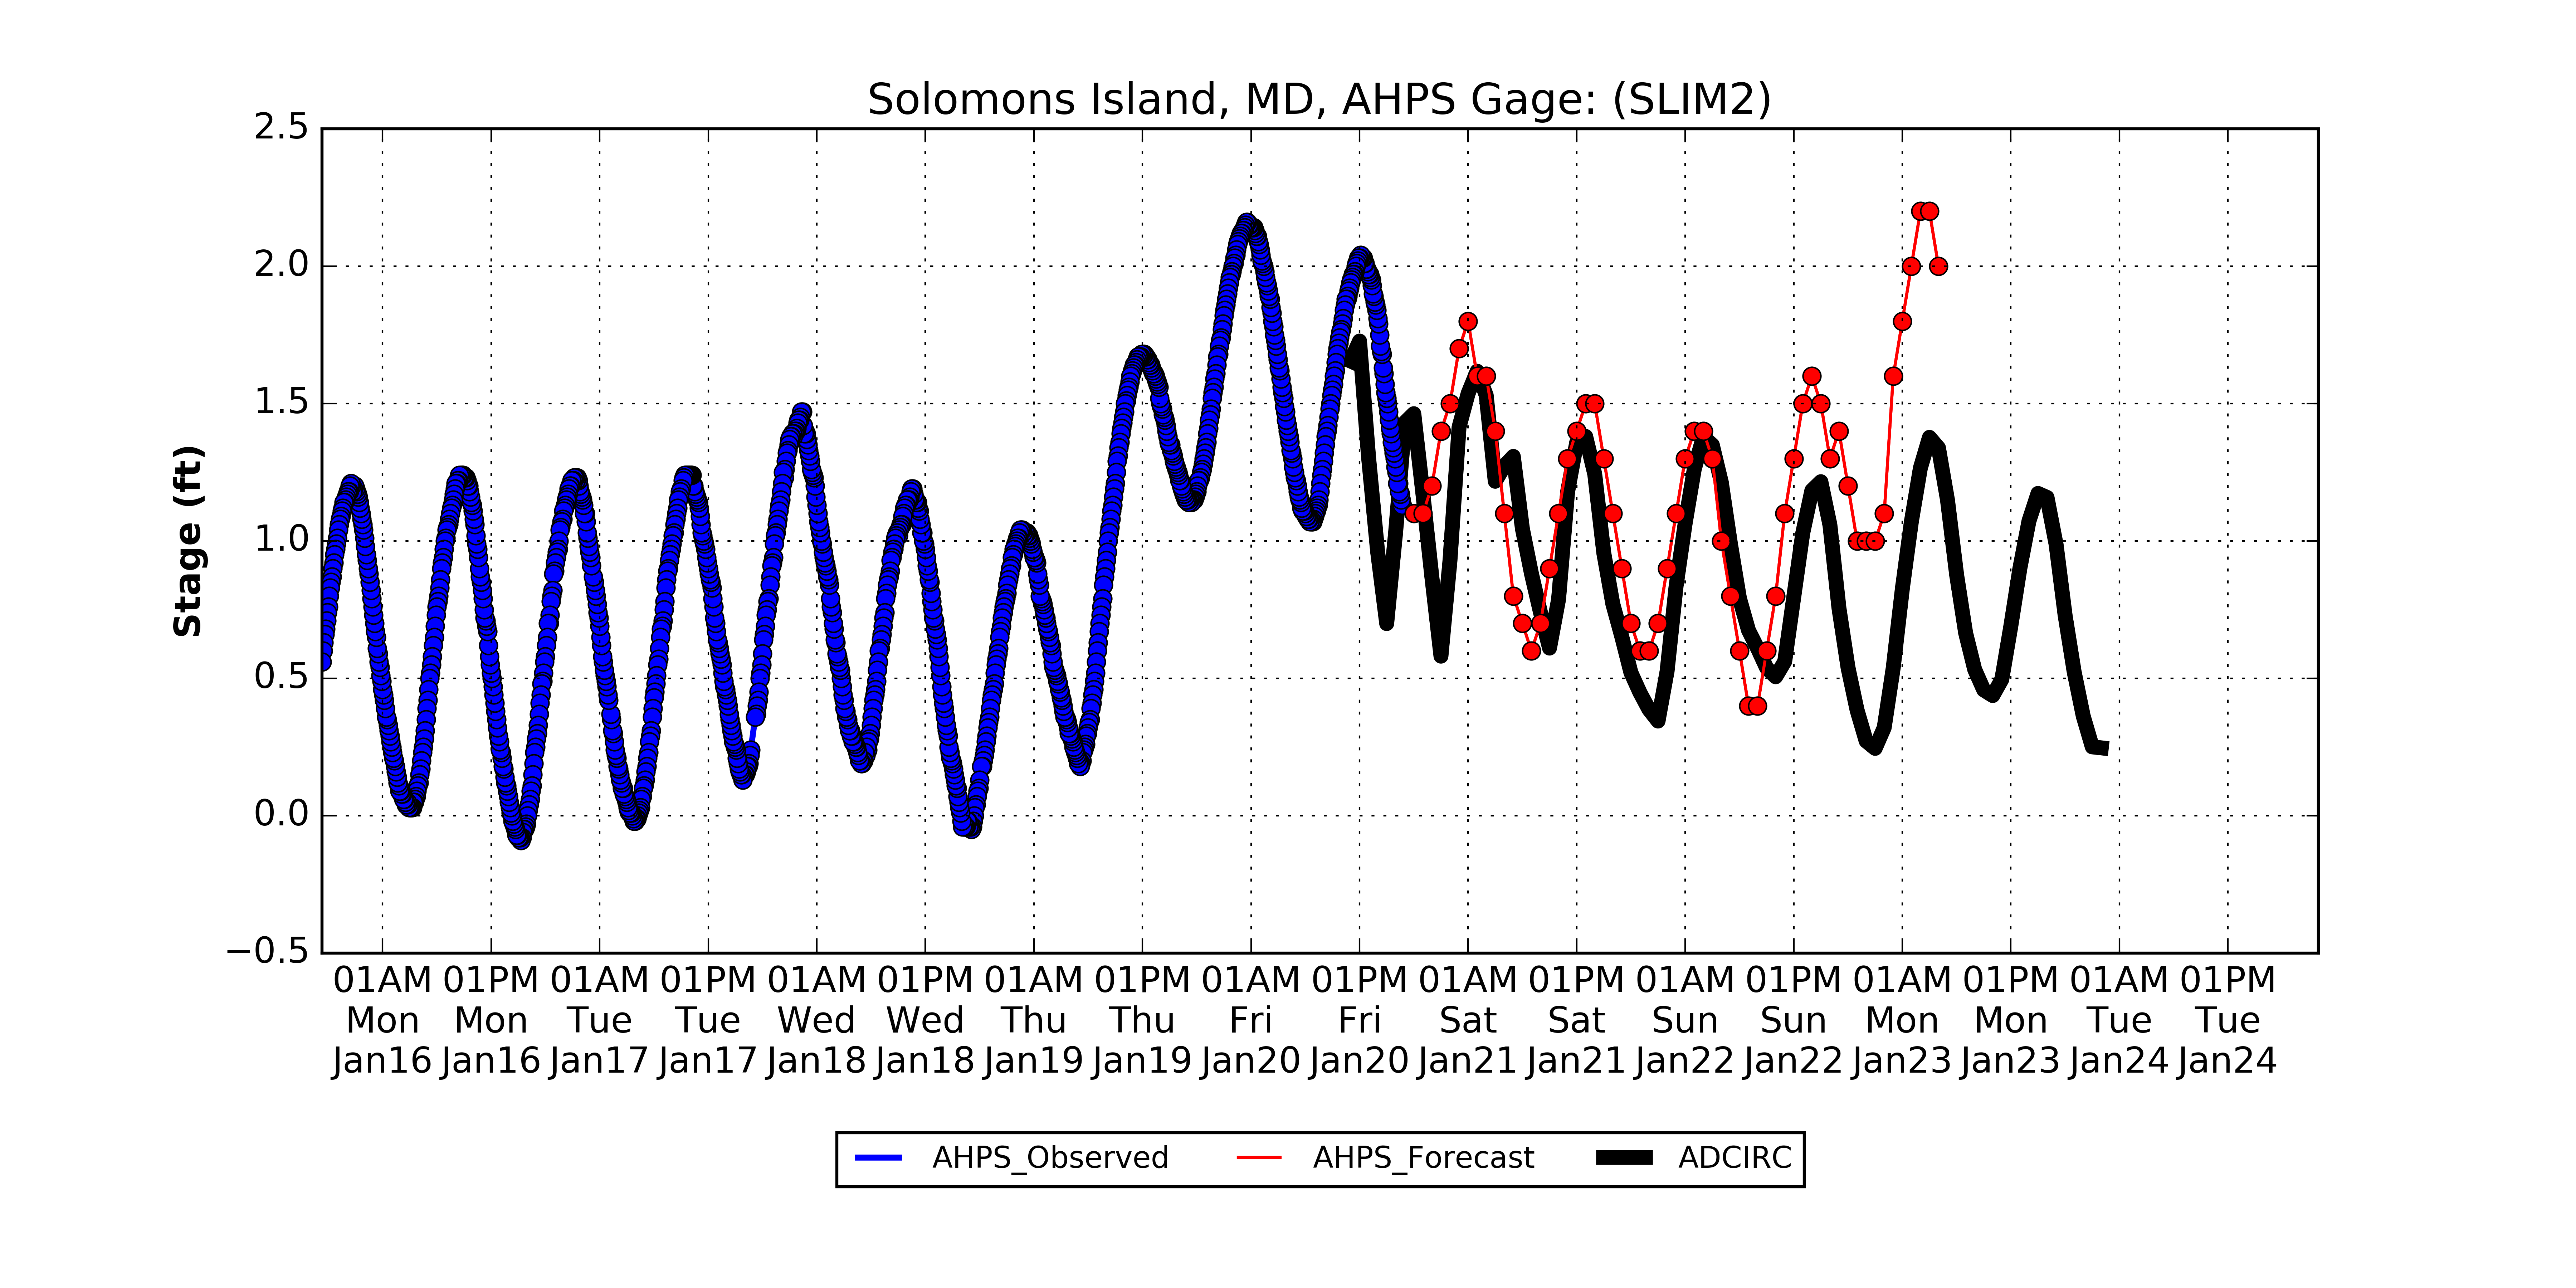 Solomons Island, MD, AHPS Gage: (SLIM2)
2.5
2.0
1.5
1.0
0.5
0.0
−0.5
Stage (ft)
01AM 01PM 01AM 01PM 01AM 01PM 01AM 01PM 01AM 01PM 01AM 01PM 01AM 01PM 01AM 01PM 01AM 01PM
Mon Mon Tue Tue Wed Wed Thu Thu Fri Fri Sat Sat Sun Sun Mon Mon Tue Tue
Jan16 Jan16 Jan17 Jan17 Jan18 Jan18 Jan19 Jan19 Jan20 Jan20 Jan21 Jan21 Jan22 Jan22 Jan23 Jan23 Jan24 Jan24
AHPS_Observed AHPS_Forecast ADCIRC